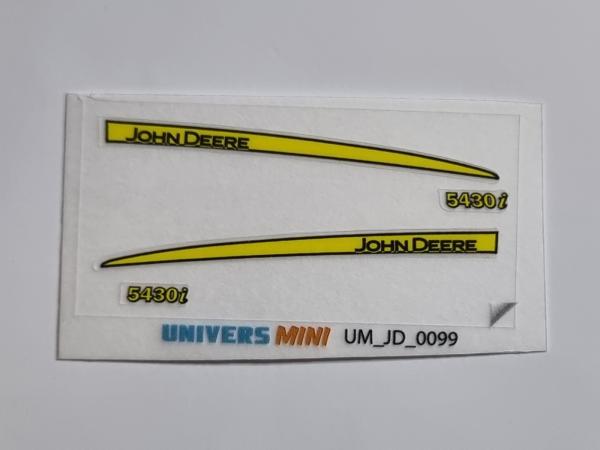 JOHN DEERE
5430i
JOHN DEERE
5430i
UNIVERS MINI UM_JD_0099